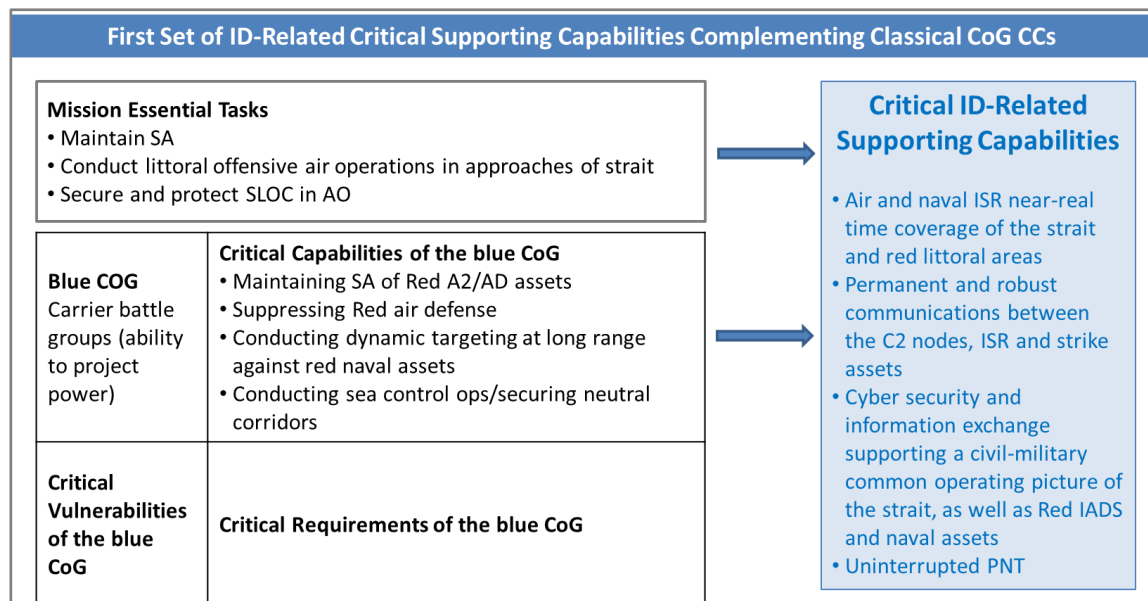 First Set of ID-Related Critical Supporting Capabilities Complementing Classical CoG CCs
Mission Essential Tasks
• Maintain SA
• Conduct littoral offensive air operations in approaches of strait
• Secure and protect SLOC in AO
Blue COG
Carrier battle
groups (ability
to project
power)
Critical Capabilities of the blue CoG
• Maintaining SA of Red A2/AD assets
• Suppressing Red air defense
• Conducting dynamic targeting at long range
against red naval assets
• Conducting sea control ops/securing neutral
corridors
Critical
Vulnerabilities
of the blue
CoG
Critical Requirements of the blue CoG
Critical ID-Related
Supporting Capabilities
• Air and naval ISR near-real
time coverage of the strait
and red littoral areas
• Permanent and robust
communications between
the C2 nodes, ISR and strike
assets
• Cyber security and
information exchange
supporting a civil-military
common operating picture of
the strait, as well as Red IADS
and naval assets
• Uninterrupted PNT